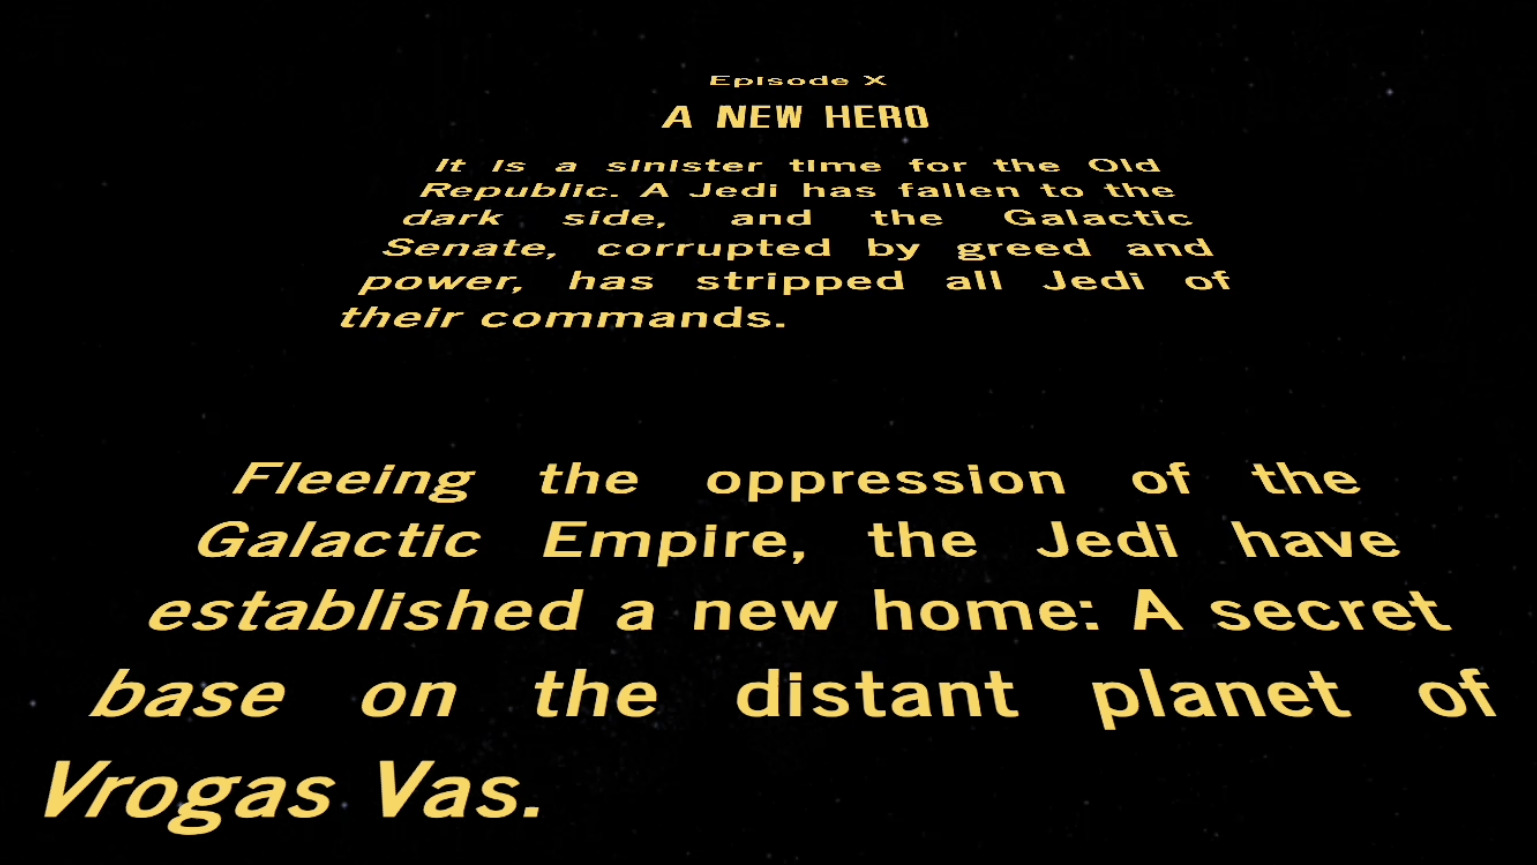 Episode X
A NEW HERO
It is a sinister time for the Old
Republic. A Jedi has fallen to the
dark side, and the Galactic
Senate, corrupted by greed and
power, has stripped all Jedi of
their commands.
Fleeing the oppression of the
Galactic Empire, the Jedi have
established a new home: A secret
base on the distant planet of
Vrogas Vas.